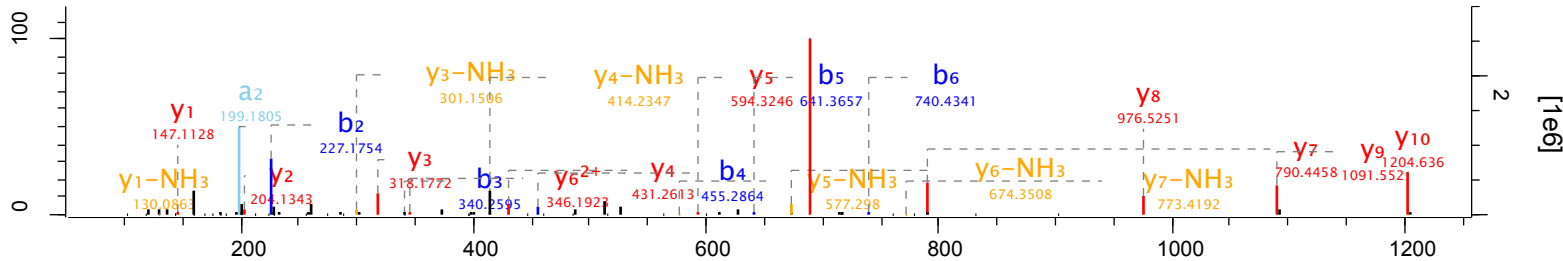 100
0
y1-NH3
130.0863
y1
147.1128
a2
199.1805
y2
204.1343
b2
227.1754
y3-NH3
301.1506
y3
318.1772
b3
340.2595
y6 2+
346.1923
y4-NH3
414.2347
y4
431.2613
b4
455.2864
y5-NH3
577.298
y5
594.3246
b5
641.3657
y6-NH3
674.3508
b6
740.4341
y7-NH3
773.4192
y7
790.4458
y8
976.5251
y9
1091.552
y10
1204.636
2
[1e6]
200
400
600
800
1000
1200